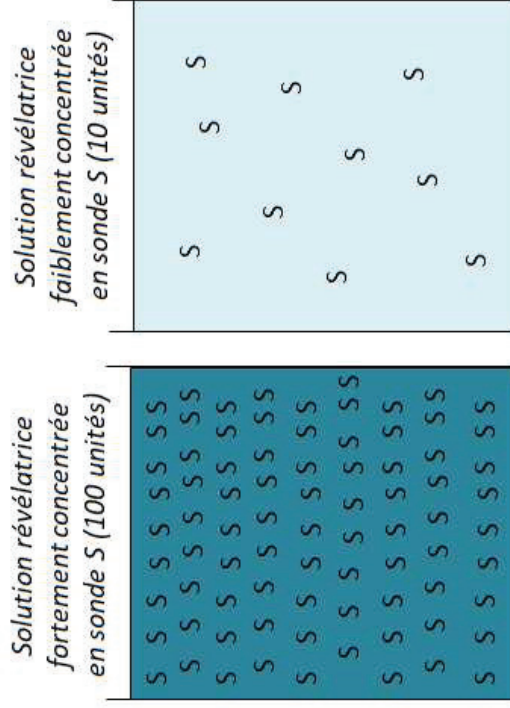 Solution révélatrice
fortement concentrée
en sonde S (100 unités)
S S S S S S S S S
S S S S S S S S S
S S S S S S S S S
S S S S S S S S S
S S S S S S S S S
S S S S S S S S S
S S S S S S S S S
S S S S S S S S S
S S S S S S S S S
Solution révélatrice
faiblement concentrée
en sonde S (10 unités)
S S S
S S
S S
S S
S